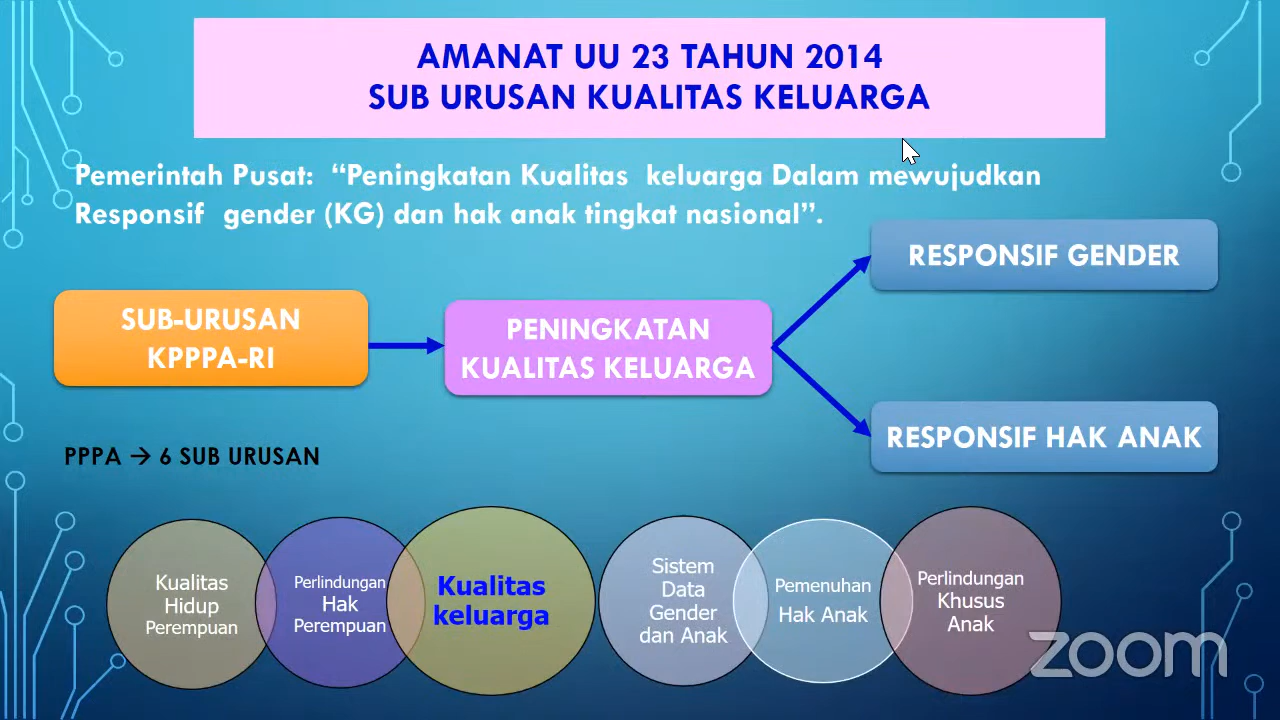 AMANAT UU 23 TAHUN 2014
SUB URUSAN KUALITAS KELUARGA
Pemerintah Pusat: “Peningkatan Kualitas keluarga Dalam mewujudkan
Responsif gender (KG) dan hak anak tingkat nasional”.
RESPONSIF GENDER
SUB-URUSAN
KPPPA-RI
PENINGKATAN
KUALITAS KELUARGA
RESPONSIF HAK ANAK
PPPA → 6 SUB URUSAN
Kualitas
Hidup
Perempuan
Perlindungan
Hak
Perempuan
Kualitas
keluarga
Sistem
Data
Gender
dan Anak
Pemenuhan
Hak Anak
Perlindungan
Khusus
Anak
zoom